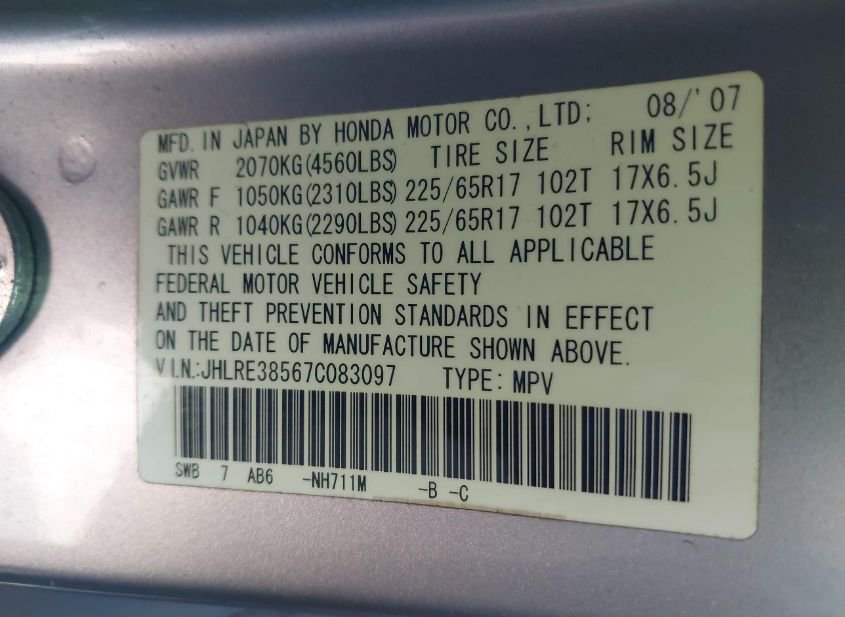 MFD. IN JAPAN BY HONDA MOTOR CO., LTD; 08/'07
GVWR 2070KG(4560LBS) TIRE SIZE RIM SIZE
GAWR F 1050KG(2310LBS) 225/65R17 102T 17X6.5J
GAWR R 1040KG(2290LBS) 225/65R17 102T 17X6.5J
THIS VEHICLE CONFORMS TO ALL APPLICABLE
FEDERAL MOTOR VEHICLE SAFETY
AND THEFT PREVENTION STANDARDS IN EFFECT
ON THE DATE OF MANUFACTURE SHOWN ABOVE.
V.I.N.:JHLRE38567C083097 TYPE: MPV
SWB 7 AB6 -NH711M -B -C